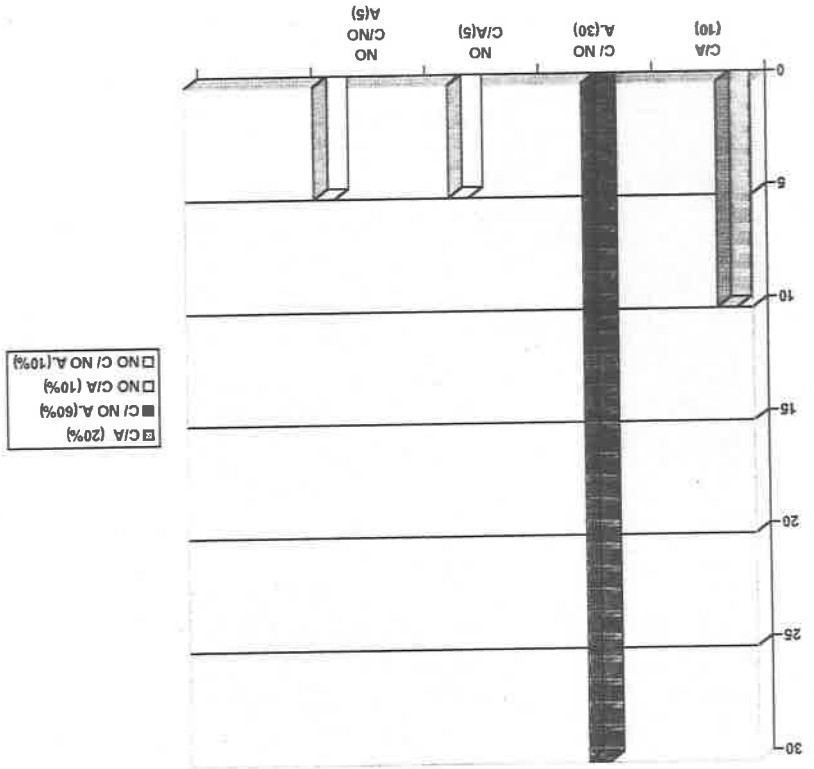 30
25
20
15
10
5
0
C/A
(10)
C/ NO
A.(30)
NO
C/A(5)
NO
C/NO
A(5)
C/A (20%)
C/ NO A.(60%)
NO C/A (10%)
NO C/ NO A.(10%)